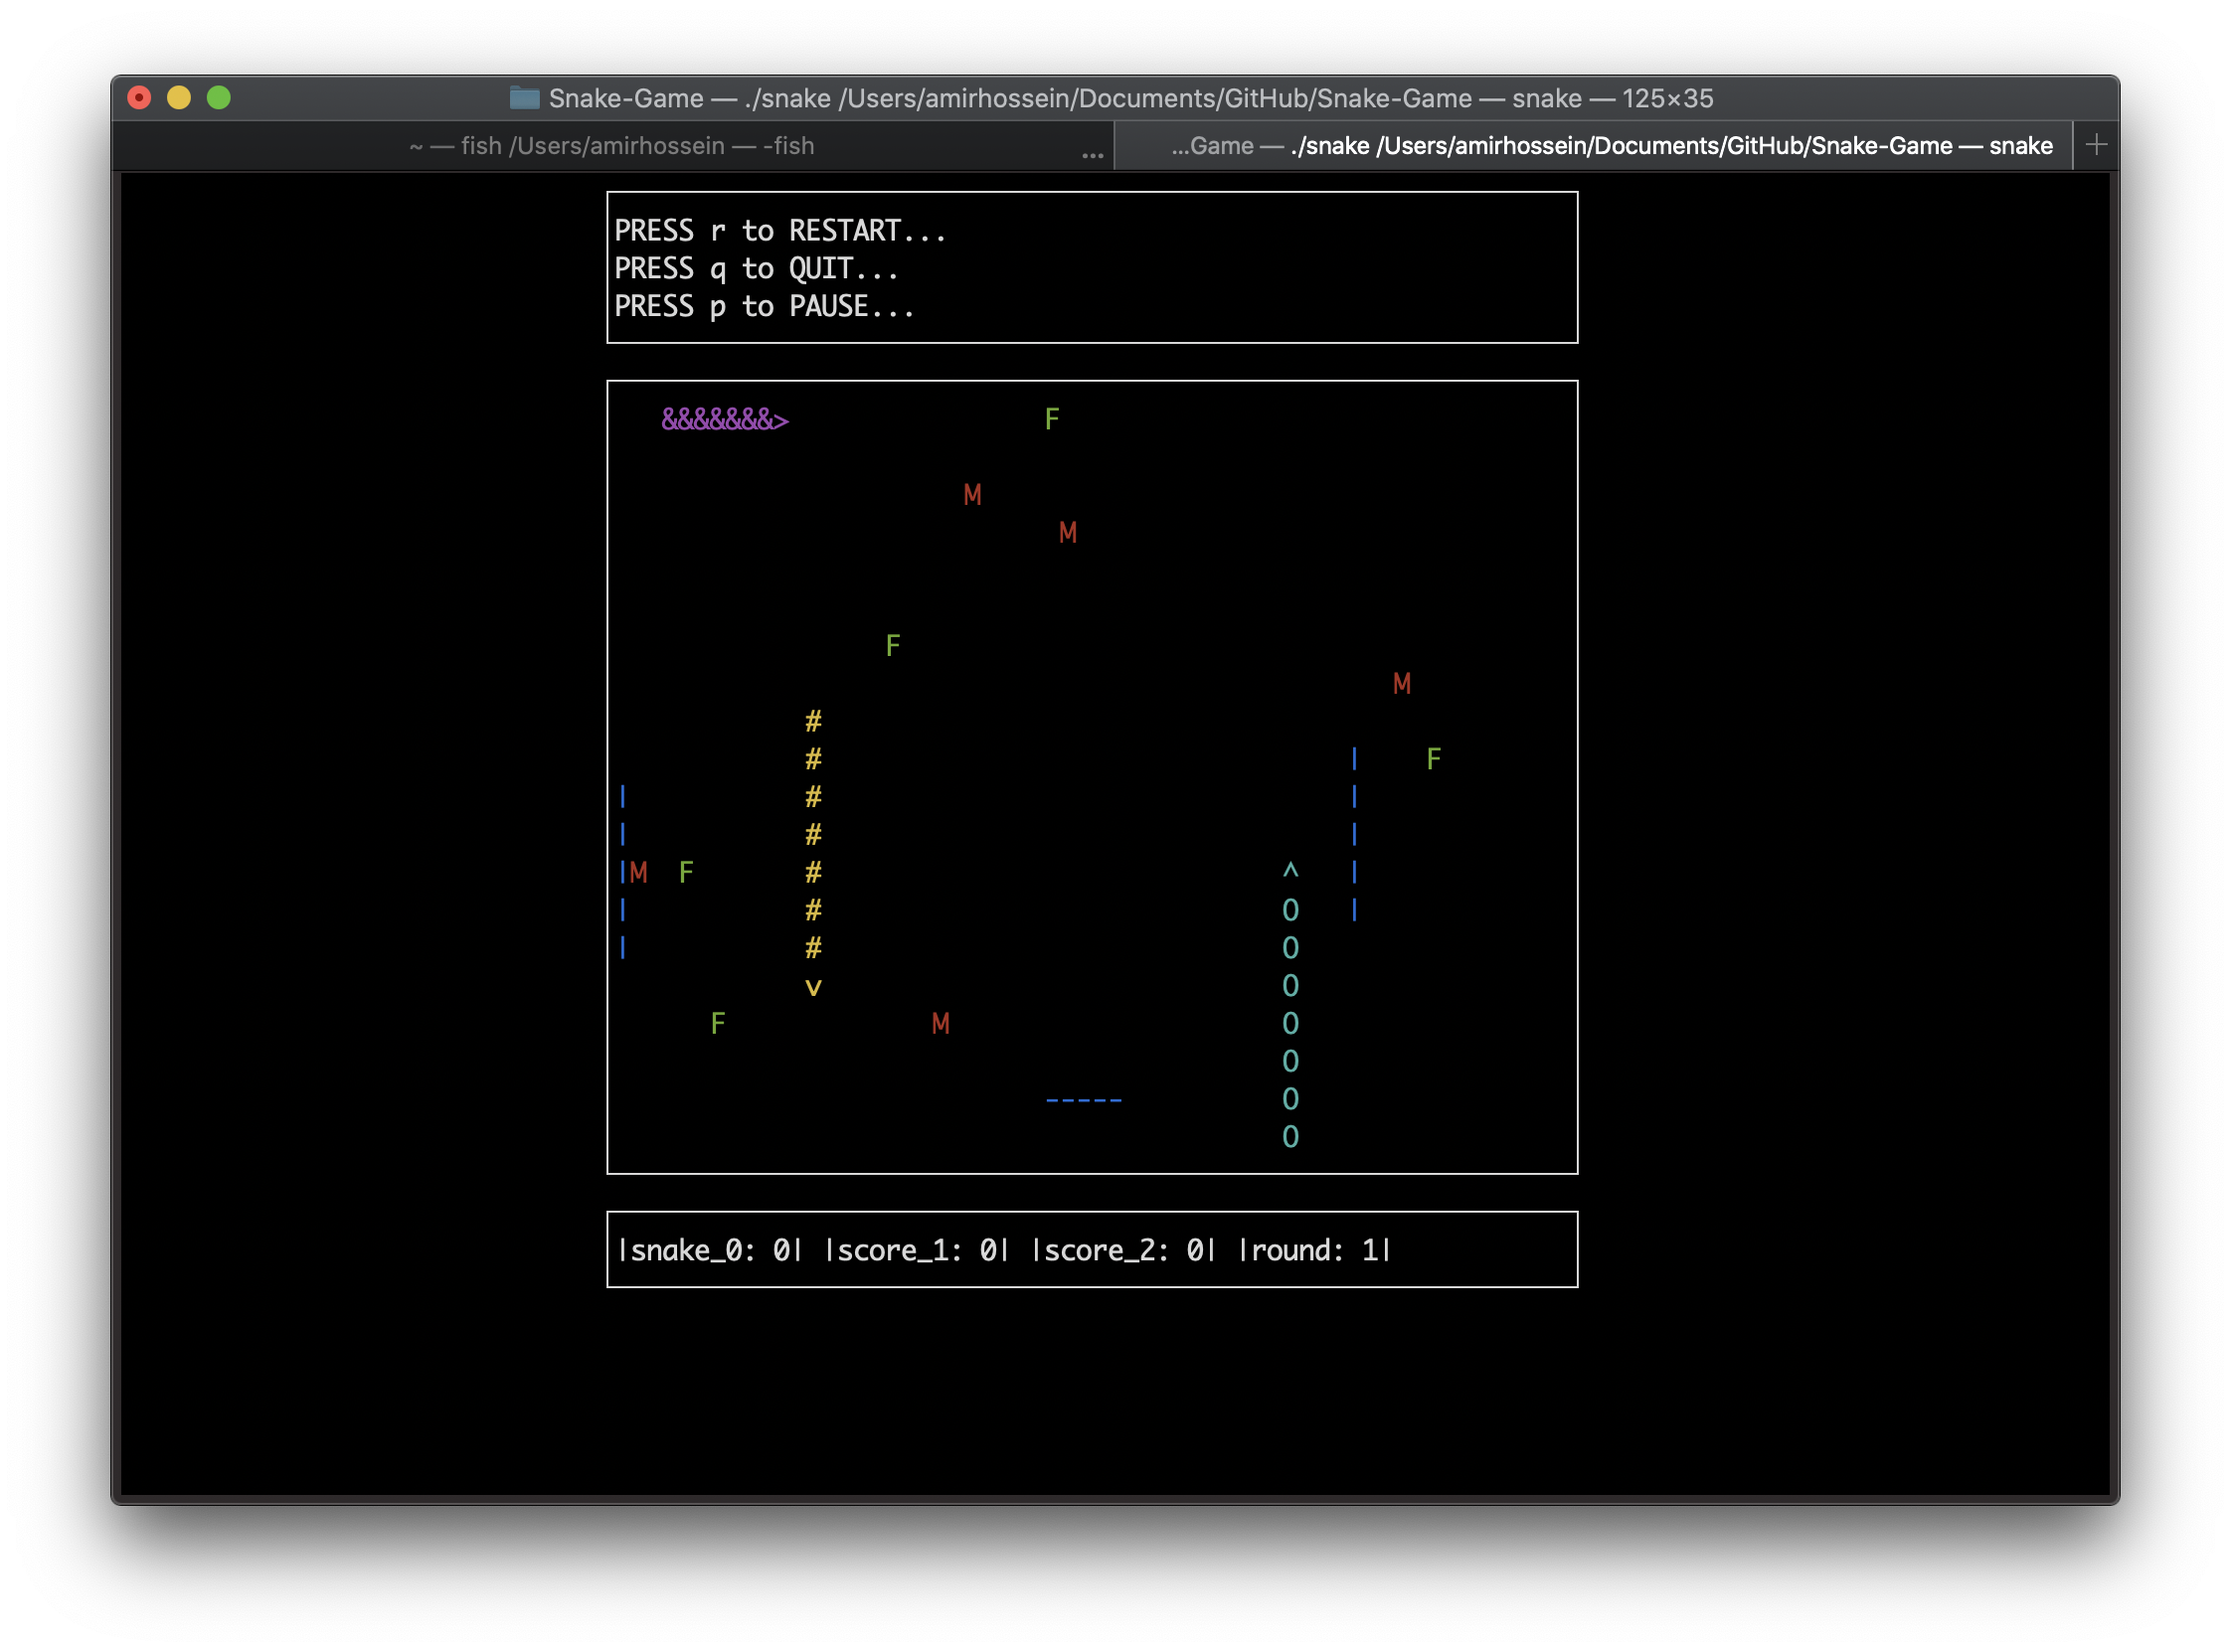 Snake-Game — ./snake /Users/amirhossein/Documents/GitHub/Snake-Game — snake — 125×35
~ — fish /Users/amirhossein — -fish ... ...Game — ./snake /Users/amirhossein/Documents/GitHub/Snake-Game — snake +
PRESS r to RESTART...
PRESS q to QUIT...
PRESS p to PAUSE...
&&&&&&&> F
M
M
F
M
#
# | F
| # |
| # |
|M F # ^ |
| # O |
| # O
v O
F M O
O
----- O
O
|snake_0: 0| |score_1: 0| |score_2: 0| |round: 1|